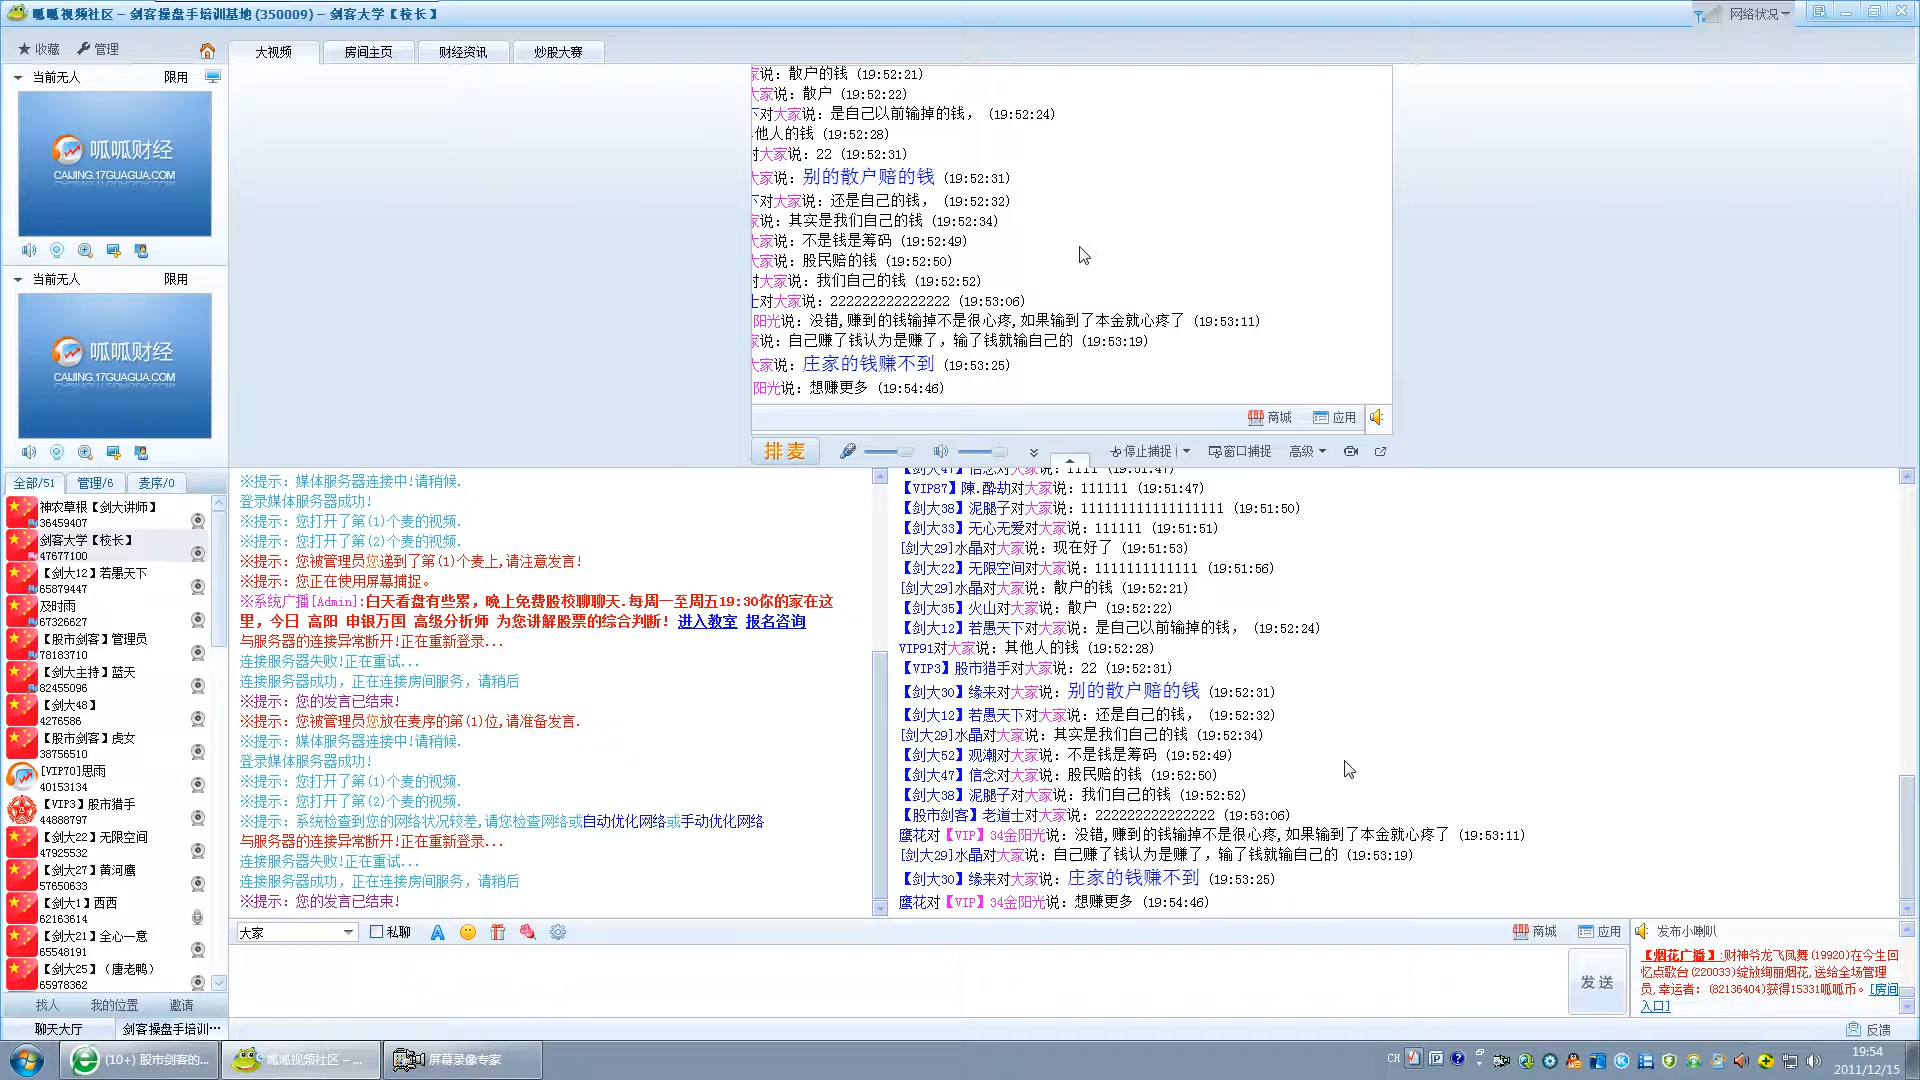 呱呱视频社区 – 剑客操盘手培训基地 (350009) – 剑客大学【校长】
网络状况
收藏 管理
大视频 房间主页 财经资讯 炒股大赛
当前无人 限用
呱呱财经
CAIJING.17GUAGUA.COM
当前无人 限用
呱呱财经
CAIJING.17GUAGUA.COM
家说: 散户的钱 (19:52:21)
大家说: 散户 (19:52:22)
下对大家说: 是自己以前输掉的钱, (19:52:24)
其他人的钱 (19:52:28)
对大家说: 22 (19:52:31)
大家说: 别的散户赔的钱 (19:52:31)
下对大家说: 还是自己的钱, (19:52:32)
家说: 其实是我们自己的钱 (19:52:34)
大家说: 不是钱是筹码 (19:52:49)
大家说: 股民赔的钱 (19:52:50)
对大家说: 我们自己的钱 (19:52:52)
士对大家说: 2222222222222222 (19:53:06)
阳光说: 没错,赚到的钱输掉不是很心疼,如果输到了本金就心疼了 (19:53:11)
家说: 自己赚了钱认为是赚了, 输了钱就输自己的 (19:53:19)
大家说: 庄家的钱赚不到 (19:53:25)
阳光说: 想赚更多 (19:54:46)
商城 应用
排麦 停止捕捉 窗口捕捉 高级
全部/51 管理/6 麦序/0
神农草根【剑大讲师】
36459407
剑客大学【校长】
47677100
【剑大12】若愚天下
65879447
及时雨
67326627
【股市剑客】管理员
78183710
【剑大主持】蓝天
82455096
【剑大48】
4276586
【股市剑客】虎女
38756510
[VIP70]思雨
40153134
【VIP3】股市猎手
44888797
【剑大22】无限空间
47925532
【剑大27】黄河鹰
57650633
【剑大1】西西
62163614
【剑大21】全心一意
65548191
【剑大25】（唐老鸭）
65978362
找人 我的位置 邀请
聊天大厅 剑客操盘手培训…
※提示: 媒体服务器连接中!请稍候.
登录媒体服务器成功!
※提示: 您打开了第(1)个麦的视频.
※提示: 您打开了第(2)个麦的视频.
※提示: 您被管理员您递到了第(1)个麦上,请注意发言!
※提示: 您正在使用屏幕捕捉。
※系统广播[Admin]:白天看盘有些累，晚上免费股校聊聊天.每周一至周五19:30你的家在这
里，今日 高阳 申银万国 高级分析师 为您讲解股票的综合判断! 进入教室 报名咨询
与服务器的连接异常断开!正在重新登录...
连接服务器失败!正在重试...
连接服务器成功，正在连接房间服务，请稍后
※提示: 您的发言已结束!
※提示: 您被管理员您放在麦序的第(1)位,请准备发言.
※提示: 媒体服务器连接中!请稍候.
登录媒体服务器成功!
※提示: 您打开了第(1)个麦的视频.
※提示: 您打开了第(2)个麦的视频.
※提示: 系统检查到您的网络状况较差,请您检查网络或自动优化网络或手动优化网络
与服务器的连接异常断开!正在重新登录...
连接服务器失败!正在重试...
连接服务器成功，正在连接房间服务，请稍后
※提示: 您的发言已结束!
【剑大47】信念对大家说: 1111 (19:51:47)
【VIP87】陳.酔劫对大家说: 111111 (19:51:47)
【剑大38】泥腿子对大家说: 1111111111111111111 (19:51:50)
【剑大33】无心无爱对大家说: 111111 (19:51:51)
[剑大29]水晶对大家说: 现在好了 (19:51:53)
【剑大22】无限空间对大家说: 1111111111111 (19:51:56)
[剑大29]水晶对大家说: 散户的钱 (19:52:21)
【剑大35】火山对大家说: 散户 (19:52:22)
【剑大12】若愚天下对大家说: 是自己以前输掉的钱, (19:52:24)
VIP91对大家说: 其他人的钱 (19:52:28)
【VIP3】股市猎手对大家说: 22 (19:52:31)
【剑大30】缘来对大家说: 别的散户赔的钱 (19:52:31)
【剑大12】若愚天下对大家说: 还是自己的钱, (19:52:32)
[剑大29]水晶对大家说: 其实是我们自己的钱 (19:52:34)
【剑大52】观潮对大家说: 不是钱是筹码 (19:52:49)
【剑大47】信念对大家说: 股民赔的钱 (19:52:50)
【剑大38】泥腿子对大家说: 我们自己的钱 (19:52:52)
【股市剑客】老道士对大家说: 2222222222222222 (19:53:06)
鹰花对【VIP】34金阳光说: 没错,赚到的钱输掉不是很心疼,如果输到了本金就心疼了 (19:53:11)
[剑大29]水晶对大家说: 自己赚了钱认为是赚了, 输了钱就输自己的 (19:53:19)
【剑大30】缘来对大家说: 庄家的钱赚不到 (19:53:25)
鹰花对【VIP】34金阳光说: 想赚更多 (19:54:46)
大家 私聊 商城 应用
发送
发布小喇叭
【烟花广播】:财神爷龙飞凤舞(19920)在今生回
忆点歌台(220033)绽放绚丽烟花,送给全场管理
员,幸运者: (82136404)获得15331呱呱币。[房间
入口]
反馈
(10+) 股市剑客的... 呱呱视频社区 – ... 屏幕录像专家
CH
19:54
2011/12/15